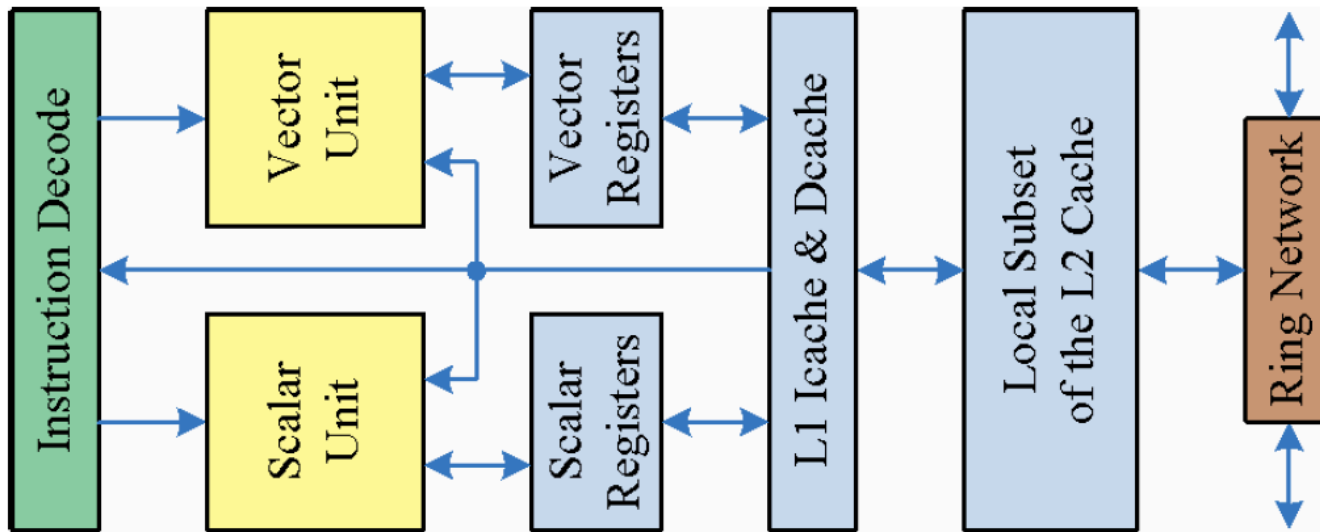 Instruction Decode
Scalar
Unit
Vector
Unit
Scalar
Registers
Vector
Registers
L1 Icache & Dcache
Local Subset
of the L2 Cache
Ring Network